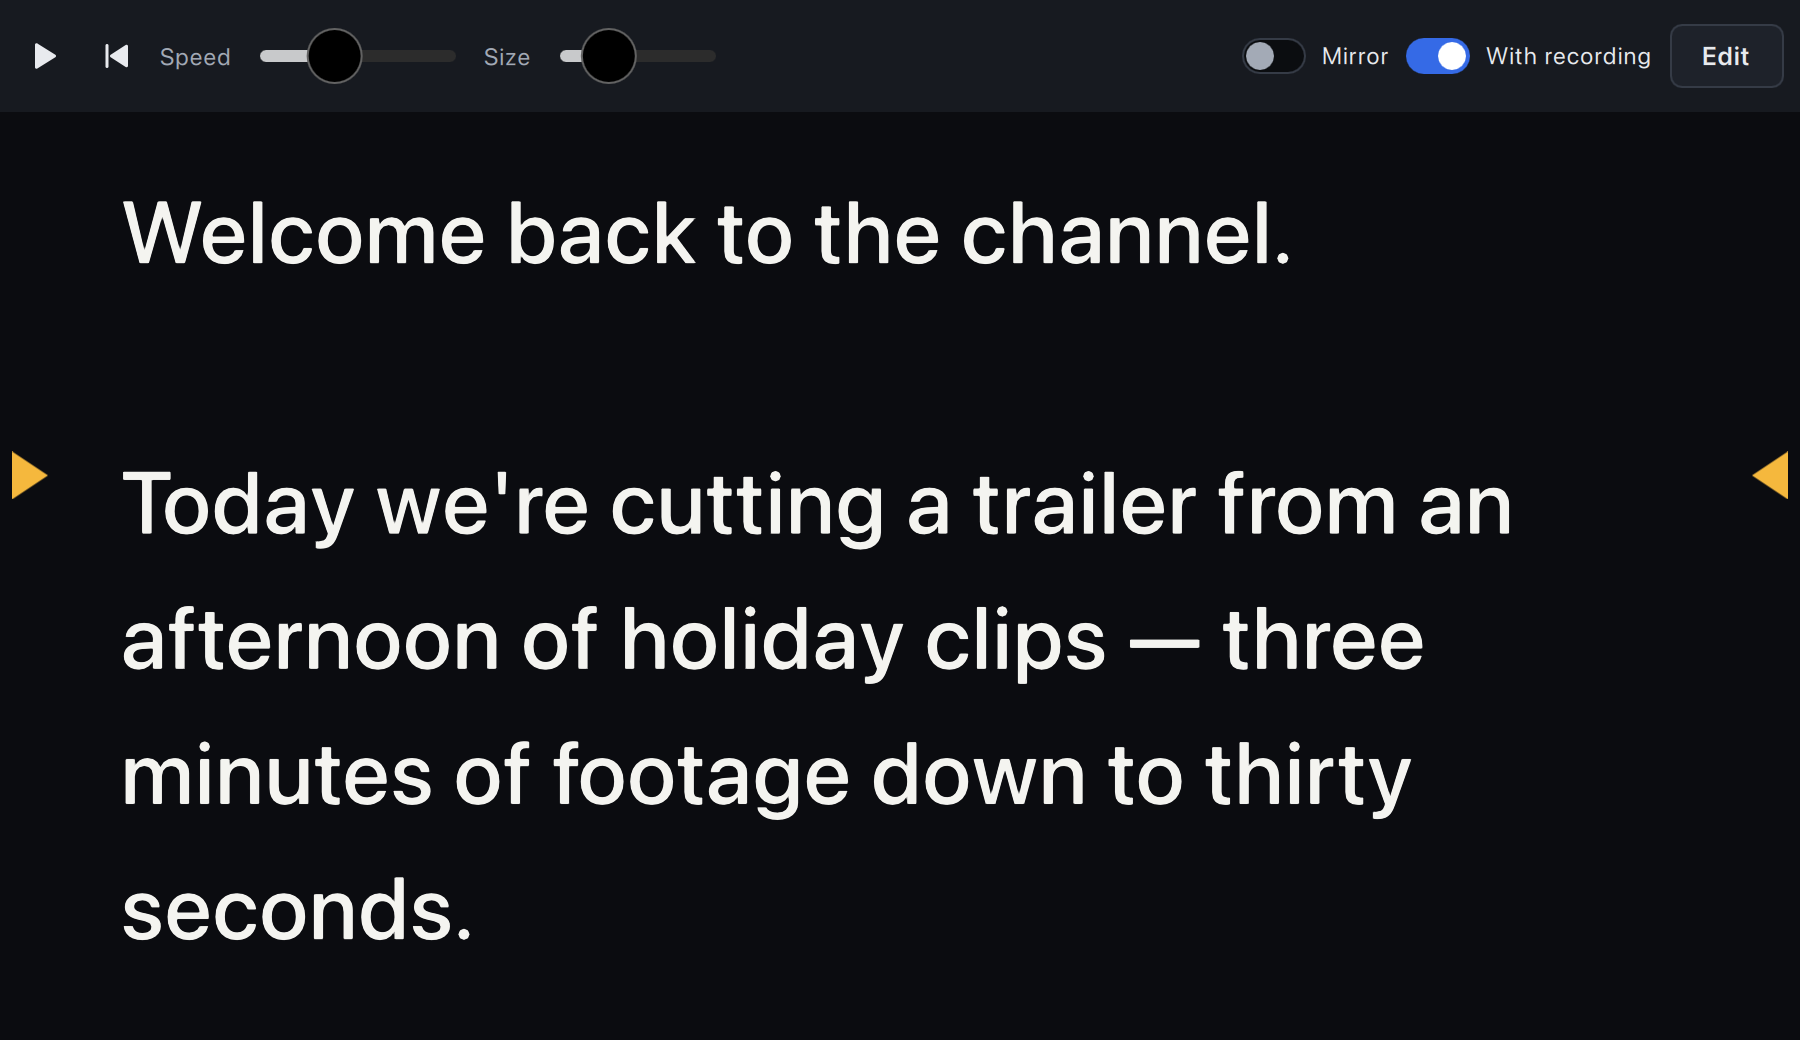 Speed Size Mirror With recording Edit
Welcome back to the channel.
Today we're cutting a trailer from an
afternoon of holiday clips — three
minutes of footage down to thirty
seconds.